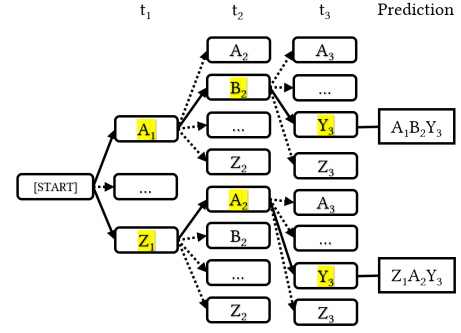 t₁ t₂ t₃ Prediction
A₂ A₃
B₂ ...
A₁ ... Y₃ A₁B₂Y₃
Z₂ Z₃
[START] ...
A₂ A₃
Z₁ B₂ ...
... Y₃ Z₁A₂Y₃
Z₂ Z₃